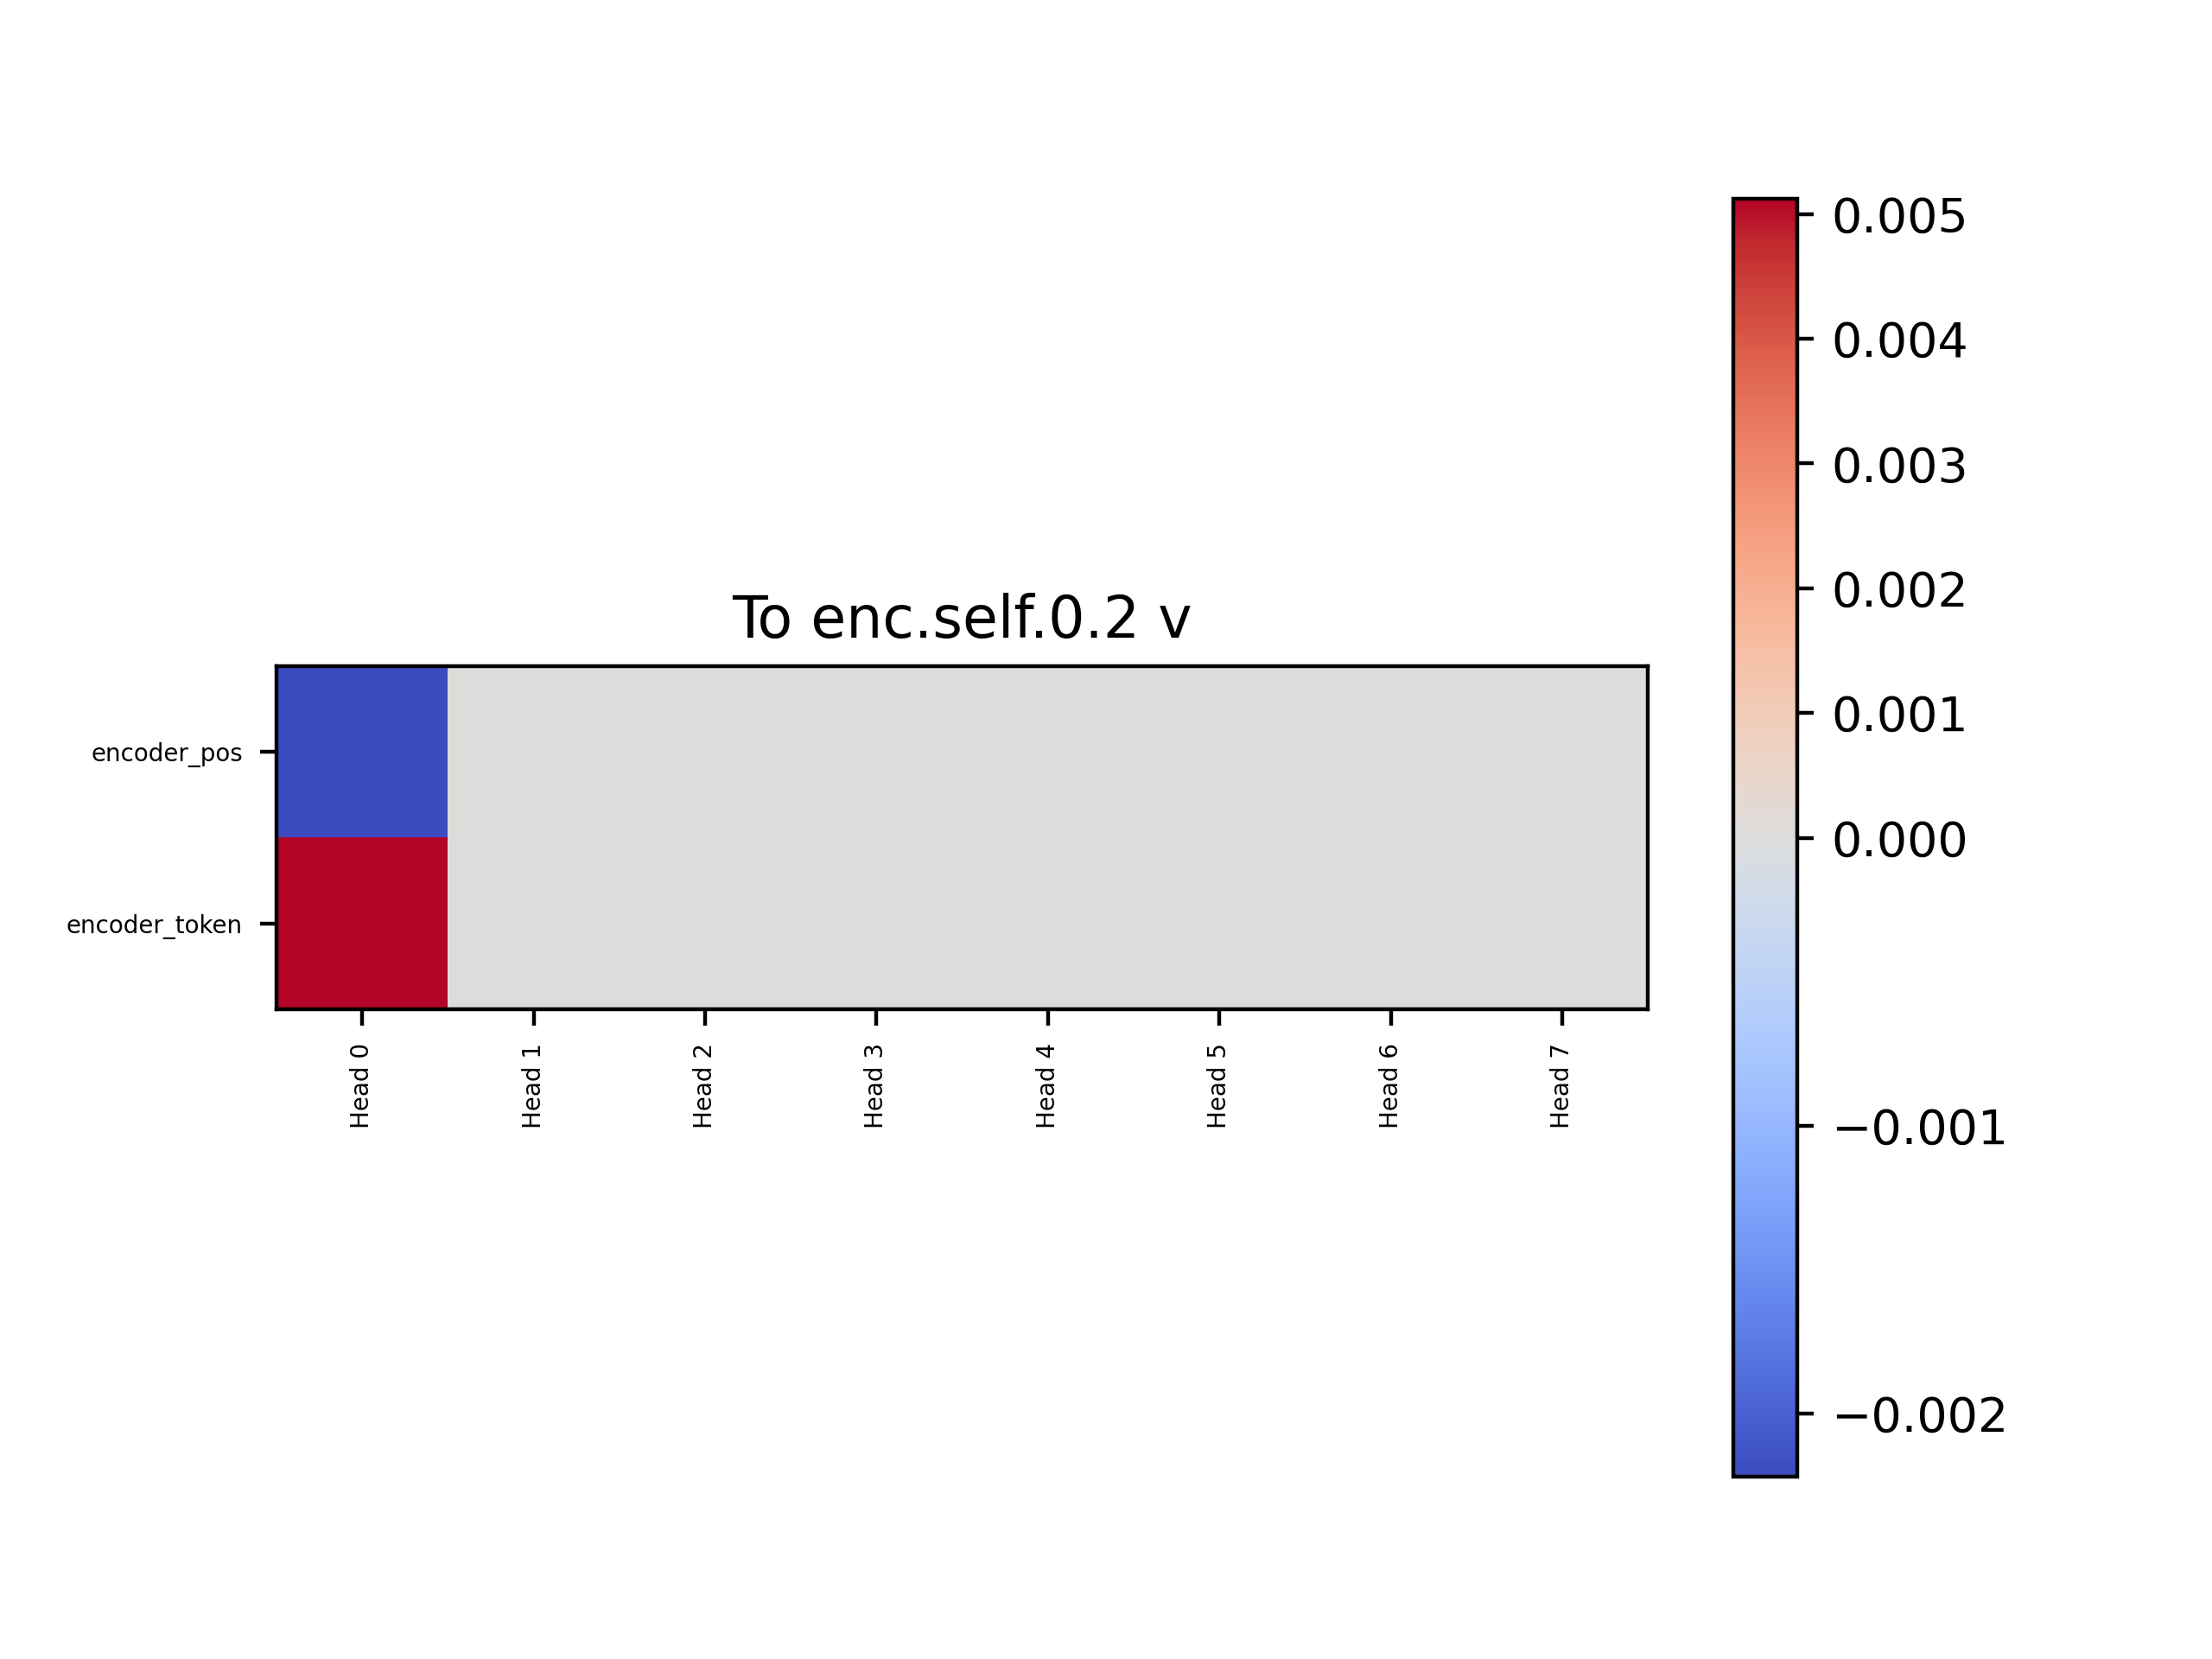 To enc.self.0.2 v
encoder_pos
encoder_token
Head 0
Head 1
Head 2
Head 3
Head 4
Head 5
Head 6
Head 7
0.005
0.004
0.003
0.002
0.001
0.000
−0.001
−0.002